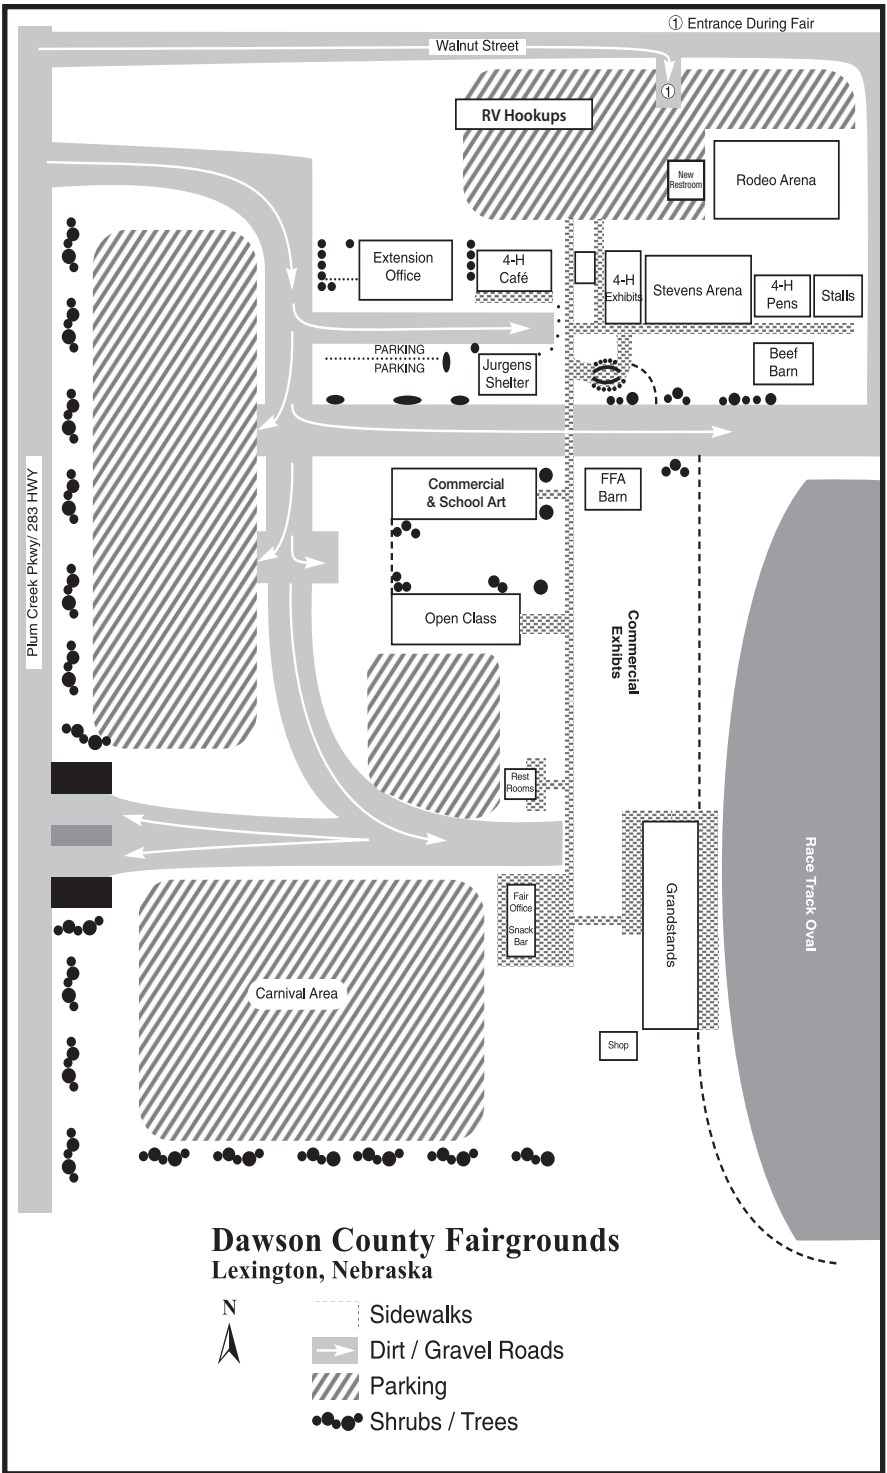 ① Entrance During Fair
Walnut Street
①
RV Hookups
New
Restroom
Rodeo Arena
Extension
Office
4-H
Café
4-H
Exhibits
Stevens Arena
4-H
Pens
Stalls
PARKING
PARKING
Jurgens
Shelter
Beef
Barn
Plum Creek Pkwy/ 283 HWY
Commercial
& School Art
FFA
Barn
Open Class
Commercial
Exhibts
Rest
Rooms
Race Track Oval
Grandstands
Fair
Office
Snack
Bar
Carnival Area
Shop
Dawson County Fairgrounds
Lexington, Nebraska
N
Sidewalks
Dirt / Gravel Roads
Parking
Shrubs / Trees